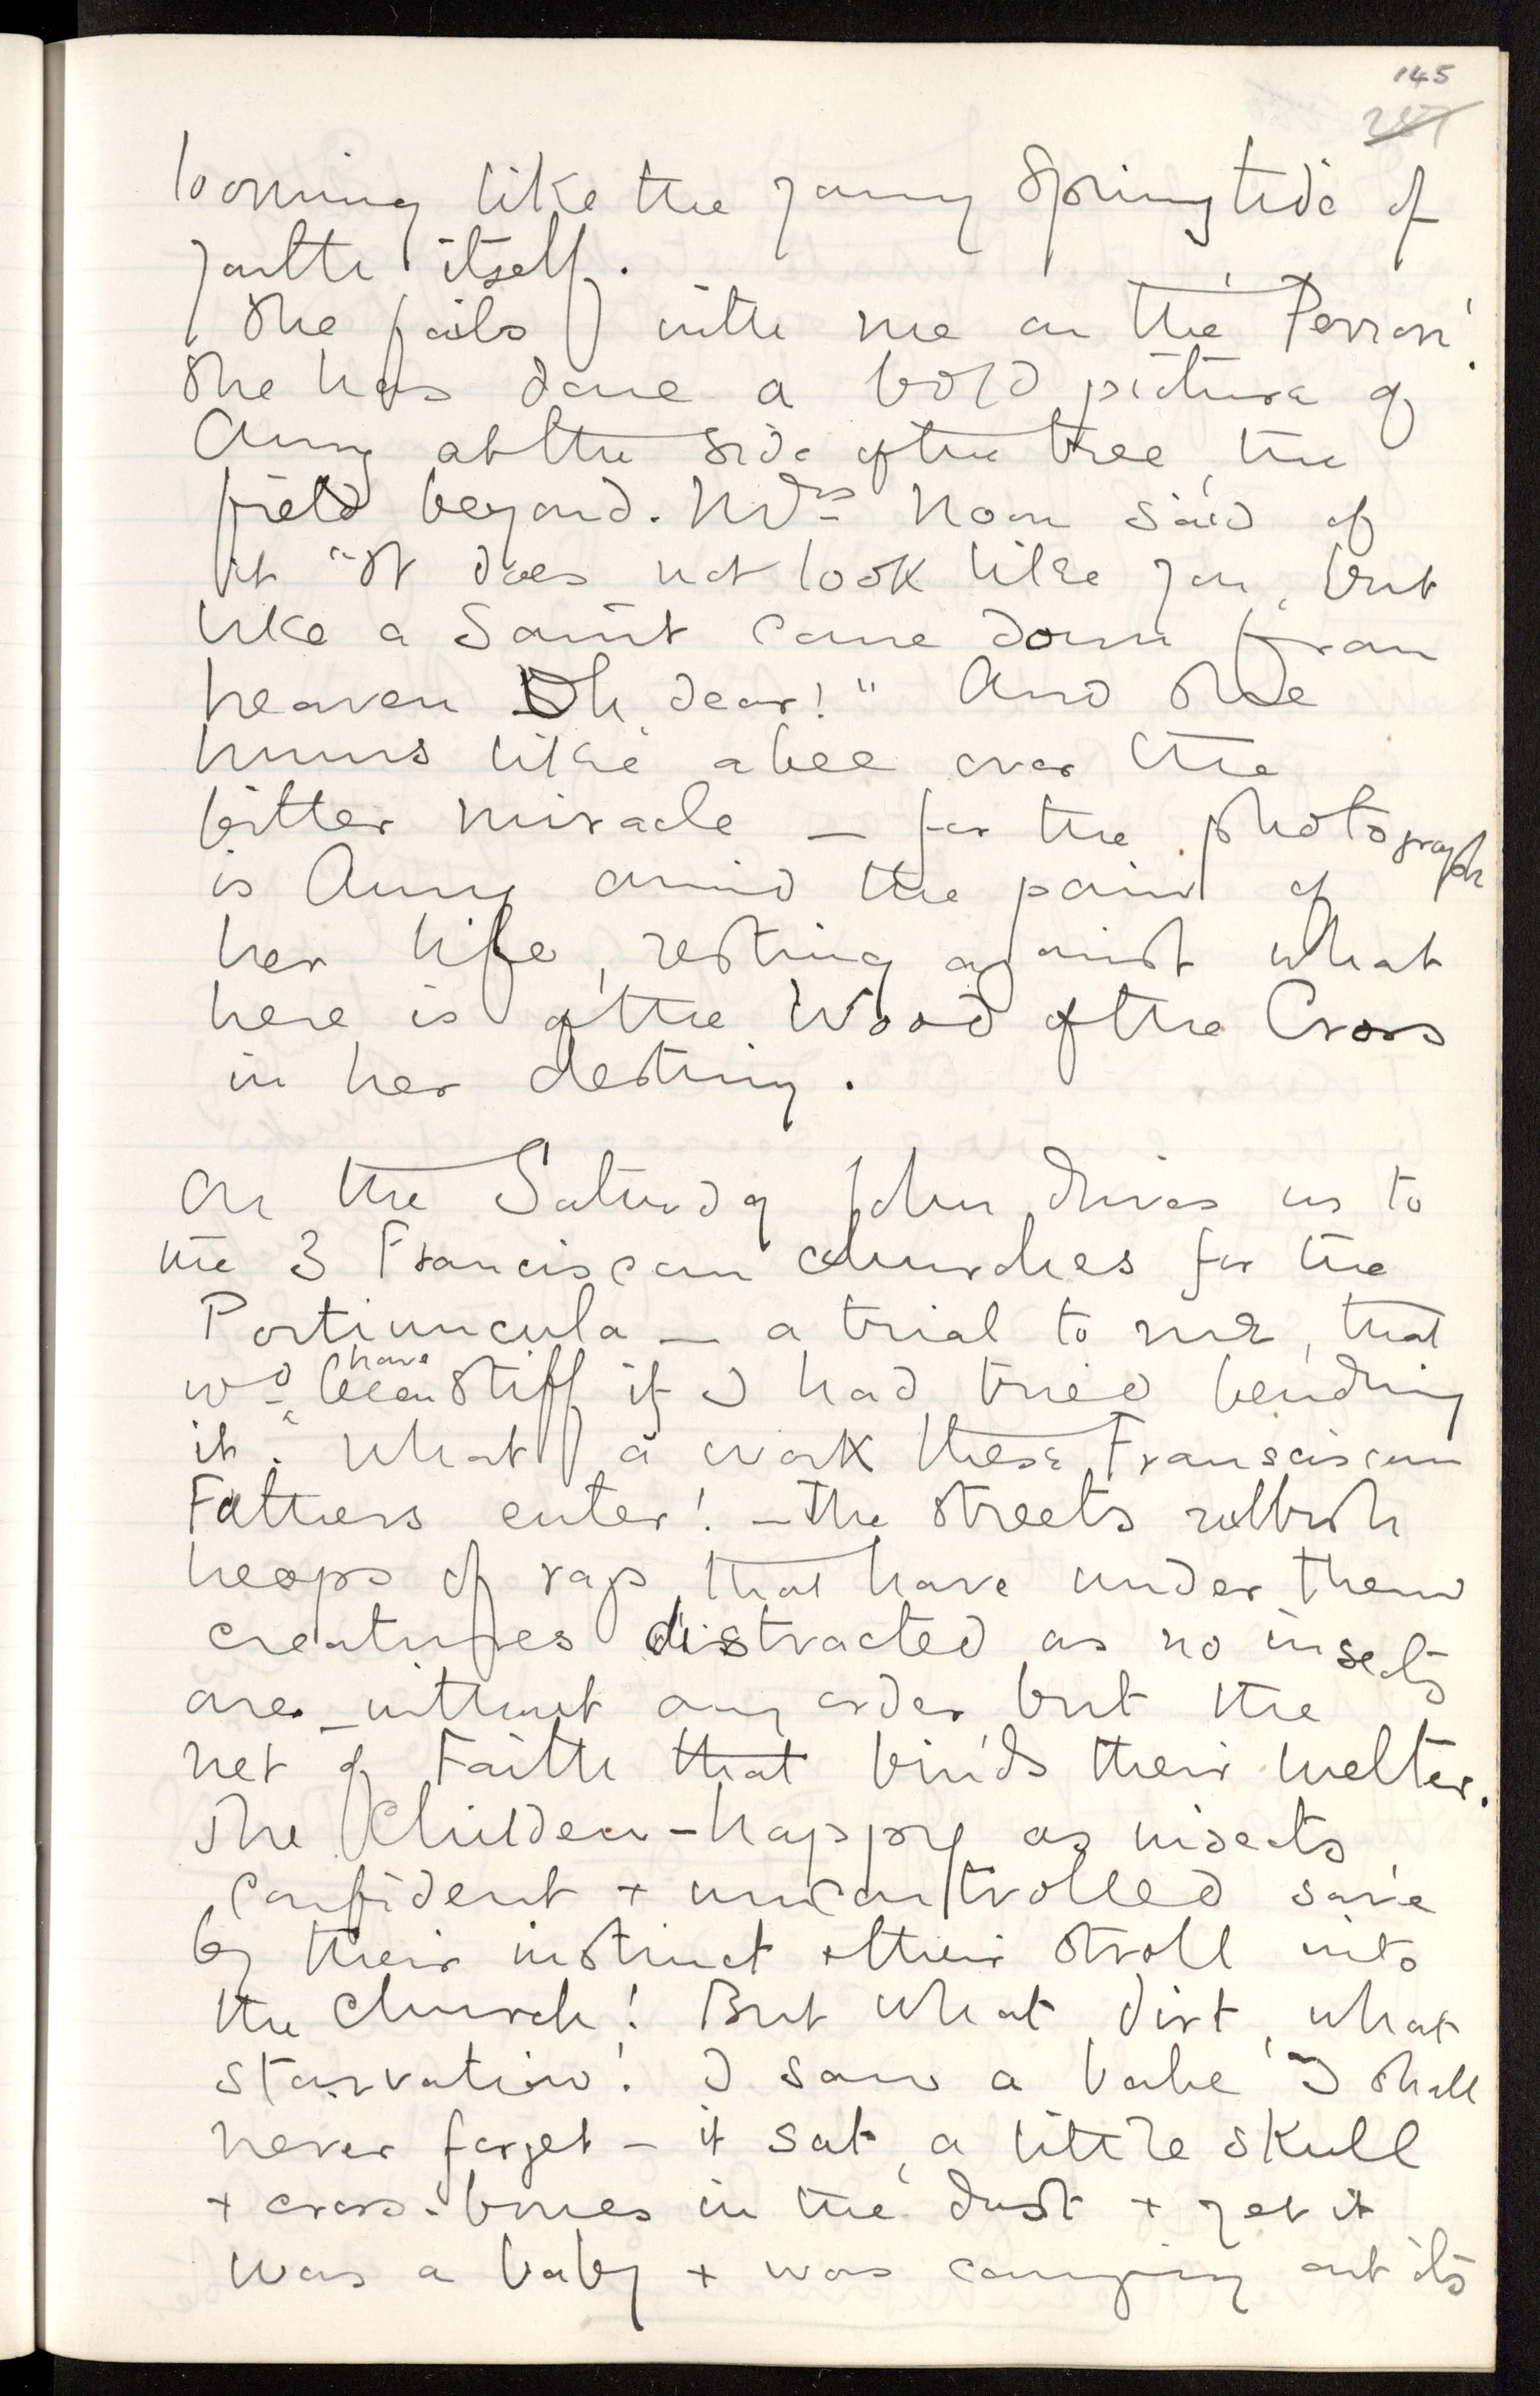 145
287
looming like the young Springtide of
youth itself.
She fails with me on the 'Perron'.
She has done a bold picture of
Amy at the side of the tree, the
field beyond. Noon said of
it "It does not look like you, but
like a Saint come down from
heaven Oh, dear!" And she
hums like a bee over the
bitter miracle — for the photograph
is Amy amid the pain of
her life, resting against what
here is of the Wood of the Cross
in her destiny.
On the Saturday John drives us to
the 3 Franciscan churches for the
Portiuncula — a trial to me, that
wd have been stiff if I had tried bending
it. What a work these Fransciscan
Fathers enter! — The streets rubbish
heaps of rags that have under them
creatures distracted as no insects
are — without any order but the
net of Faith that binds their welter.
The Children — happy as insects,
confident + uncontrolled save
by their instinct + their stroll into
the Church! But what dirt, what
starvation! I saw a babe I shall
never forget — it sat, a little skull
+ cross-bones in the dust + yet it
was a baby + was carrying out its